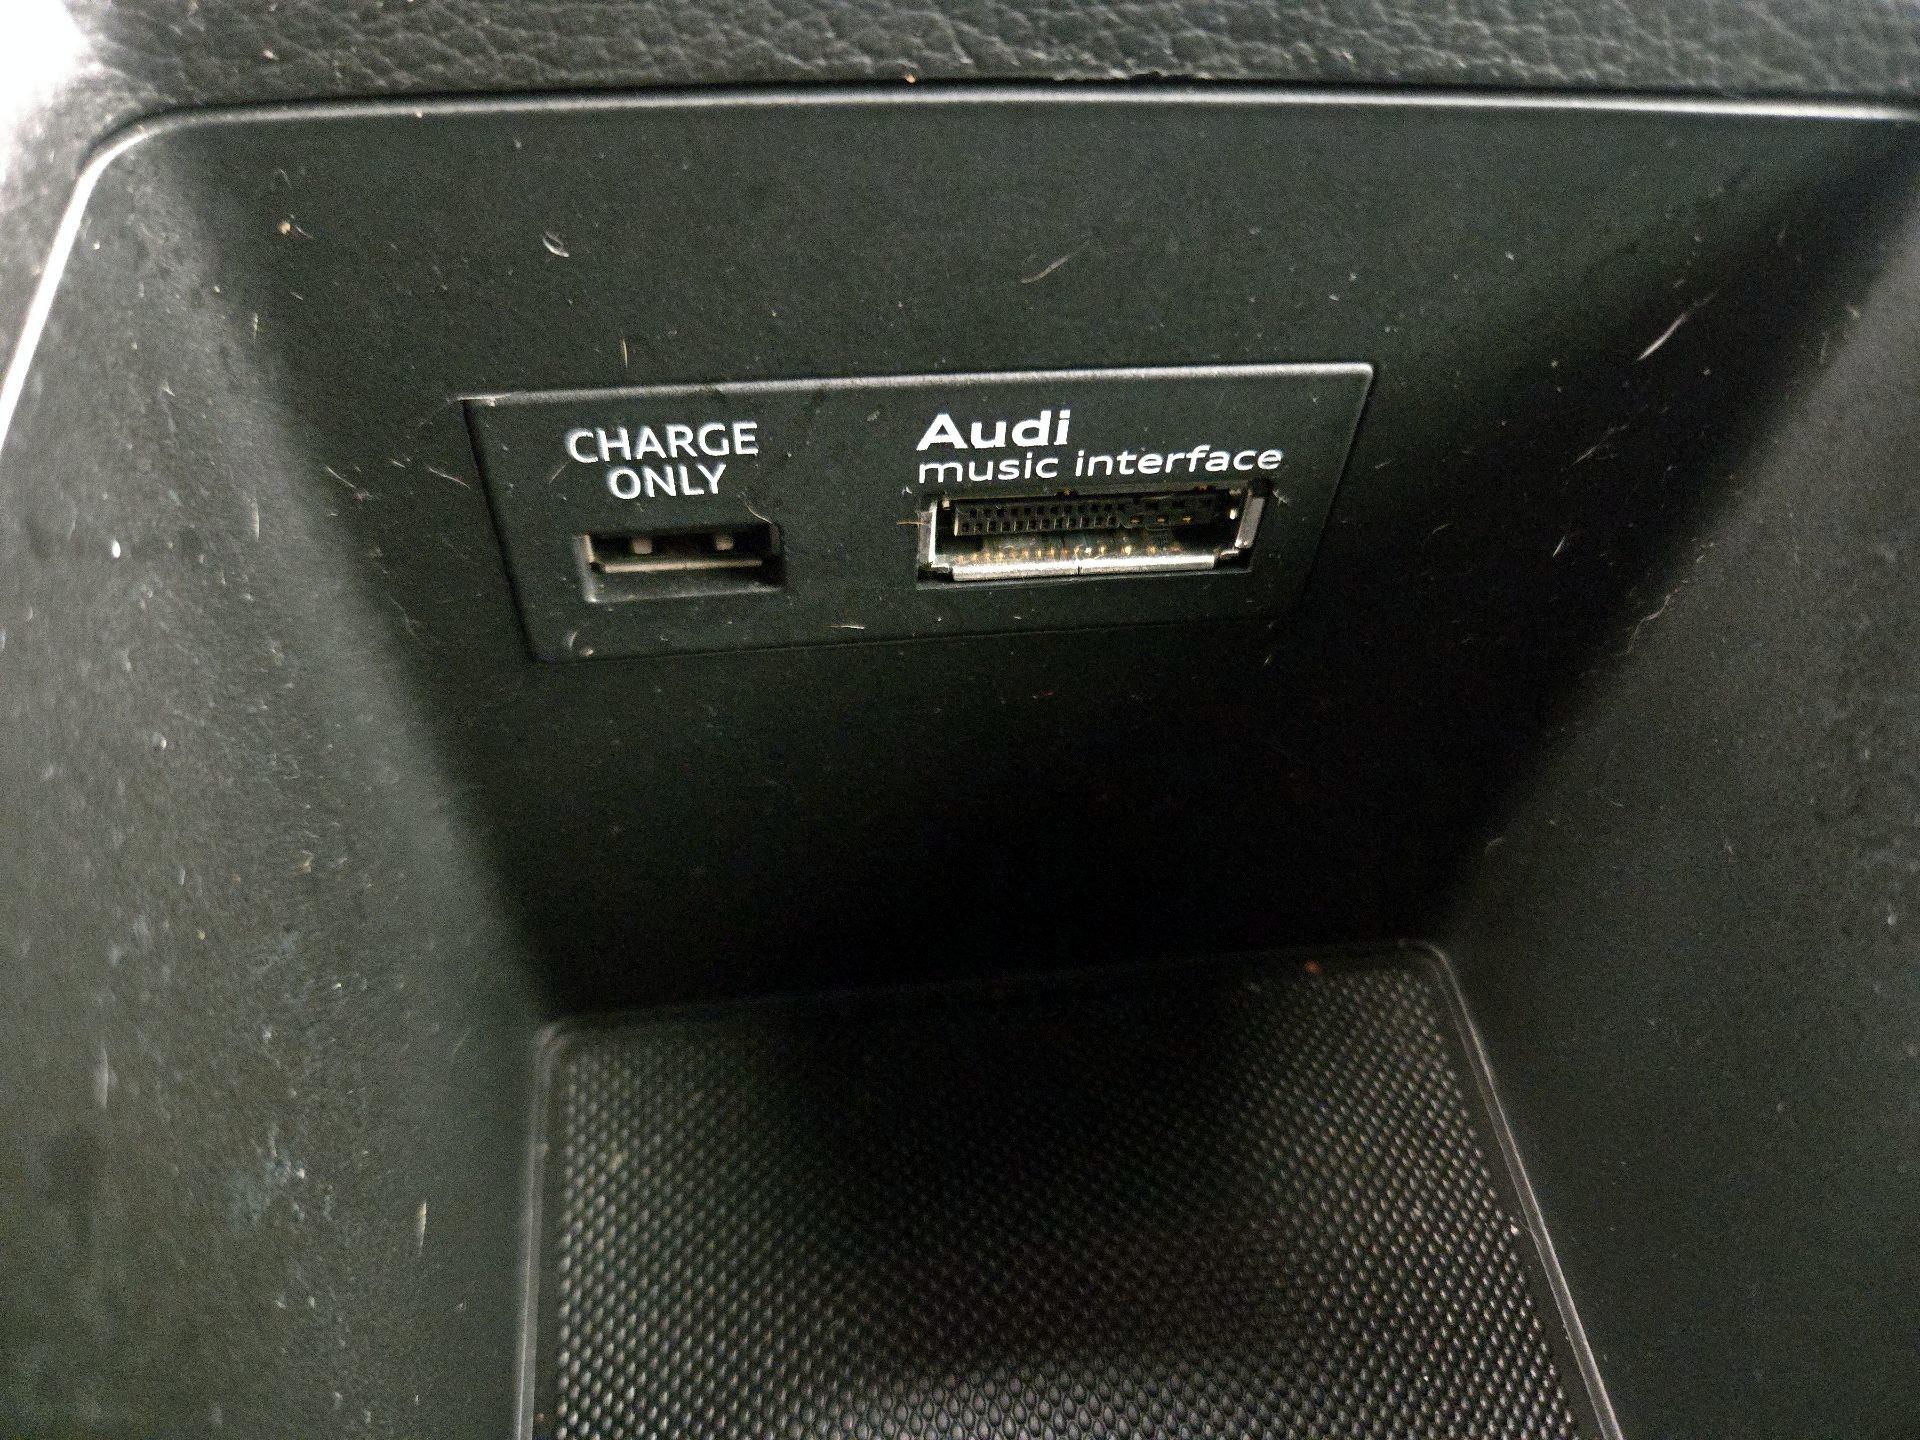 CHARGE
ONLY
Audi
music interface